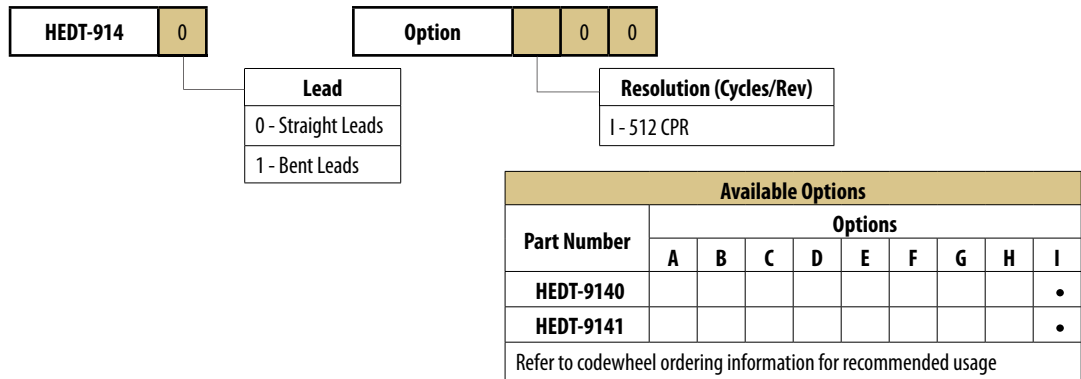 HEDT-914 0 Option 0 0
Lead
0 - Straight Leads
1 - Bent Leads
Resolution (Cycles/Rev)
I - 512 CPR
Available Options
Part Number
Options
A B C D E F G H I
HEDT-9140 •
HEDT-9141 •
Refer to codewheel ordering information for recommended usage